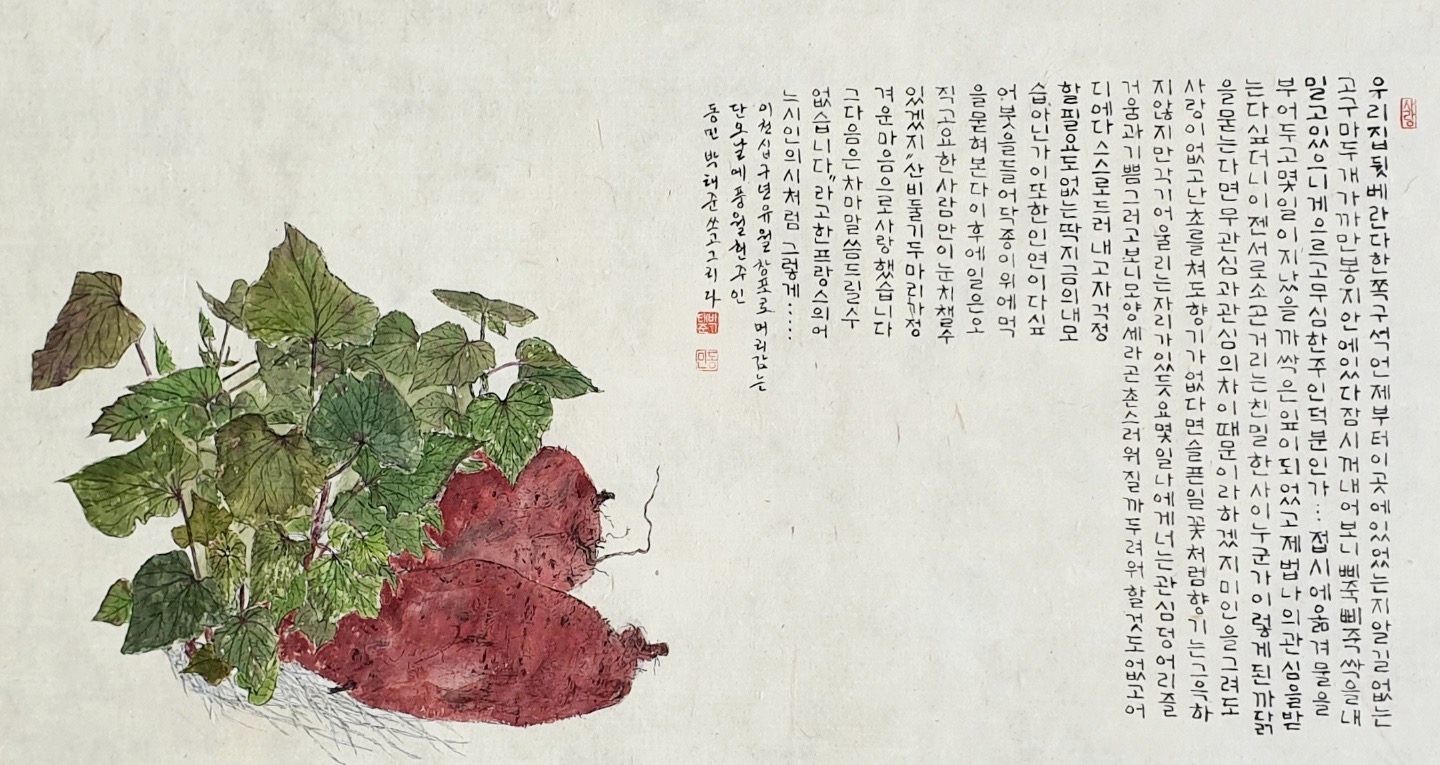 사랑
우리집 뒷 베란다 한쪽 구석 언제부터 이곳에 있었는지 알 길 없는
고구마 두 개가 까만 봉지 안에 있다 잠시 꺼내어 보니 삐죽삐죽 싹을 내
밀고 있으니 게으르고 무심한 주인 덕분인가… 접시에 옮겨 물을
부어두고 몇일이 지났을까 싹은 잎이 되었고 제법 나의 관심을 받
는다 싶더니 이젠 서로 소곤거리는 친밀한 사이 누군가 이렇게 된 까닭
을 묻는다면 무관심과 관심의 차이 때문이라 하겠지 미인을 그려도
사랑이 없고 난초를 쳐도 향기가 없다면 슬픈 일 꽃처럼 향기는 그윽하
지 않지만 각기 어울리는 자리가 있듯 요 몇일 나에게 너는 관심덩어리 즐
거움과 기쁨 그러고 보니 모양새라곤 촌스러워질까 두려워 할 것도 없고 어
디에다 스스로 드러내고자 걱정
할 필요도 없는 딱 지금의 내 모
습 아닌가 이 또한 인연이다 싶
어 붓을 들어 닥종이 위에 먹
을 묻혀 본다 이후에 일은 오
직 고요한 사람만이 눈치챌 수
있겠지 "산비둘기 두 마리가 정
겨운 마음으로 사랑했습니다
그 다음은 차마 말씀드릴 수
없습니다" 라고 한 프랑스의 어
느 시인의 시처럼 그렇게……
이천십구년 유월 창포로 머리감는
단오날에 풍월헌주인
동민 박태준 쓰고 그리다
박태준
동민